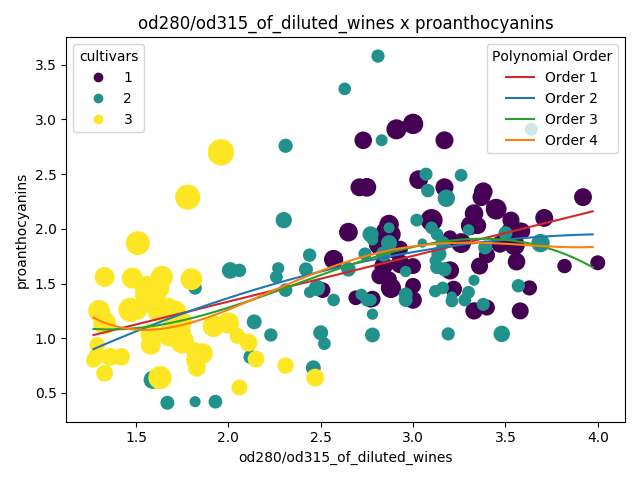 od280/od315_of_diluted_wines x proanthocyanins
cultivars
1
2
3
Polynomial Order
Order 1
Order 2
Order 3
Order 4
proanthocyanins
3.5
3.0
2.5
2.0
1.5
1.0
0.5
1.5 2.0 2.5 3.0 3.5 4.0
od280/od315_of_diluted_wines